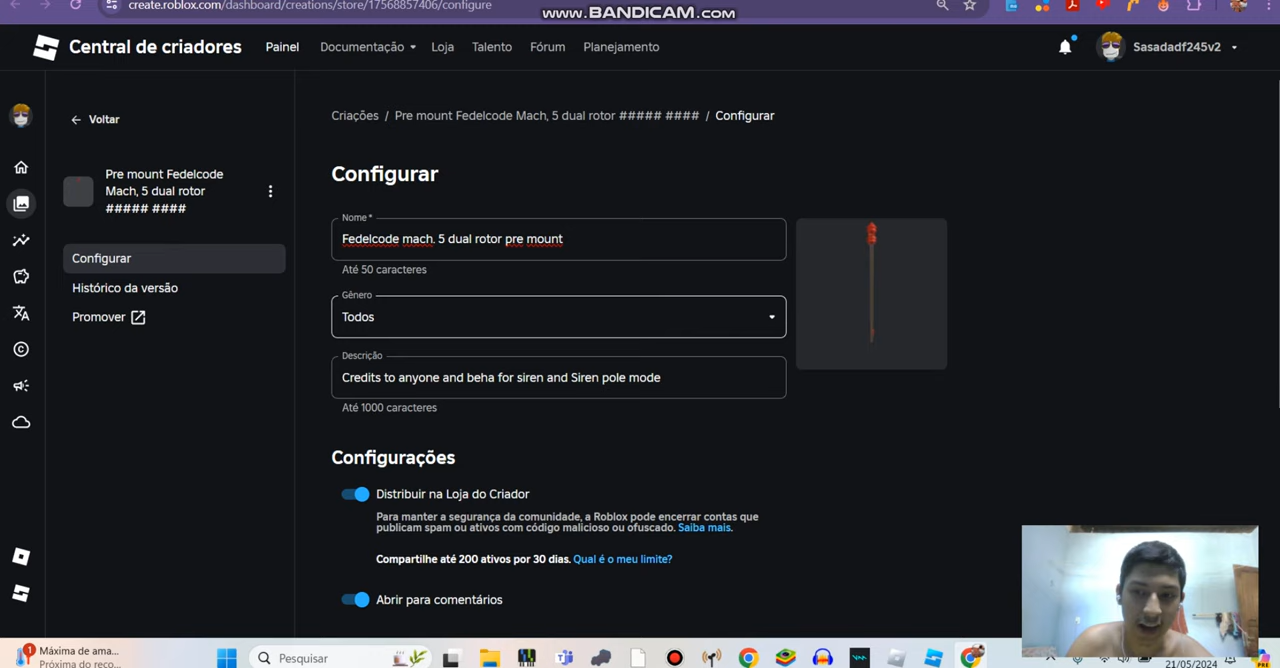 create.roblox.com/dashboard/creations/store/17568857406/configure
www.BANDICAM.com
Central de criadores
Painel
Documentação
Loja
Talento
Fórum
Planejamento
Sasadadf245v2
Voltar
Criações / Pre mount Fedelcode Mach, 5 dual rotor ##### #### / Configurar
Pre mount Fedelcode
Mach, 5 dual rotor
##### ####
Configurar
Histórico da versão
Promover
Configurar
Nome *
Fedelcode mach. 5 dual rotor pre mount
Até 50 caracteres
Gênero
Todos
Descrição
Credits to anyone and beha for siren and Siren pole mode
Até 1000 caracteres
Configurações
Distribuir na Loja do Criador
Para manter a segurança da comunidade, a Roblox pode encerrar contas que
publicam spam ou ativos com código malicioso ou ofuscado. Saiba mais.
Compartilhe até 200 ativos por 30 dias. Qual é o meu limite?
Abrir para comentários
1
Máxima de ama...
Próxima do reco...
Pesquisar
21/05/2024